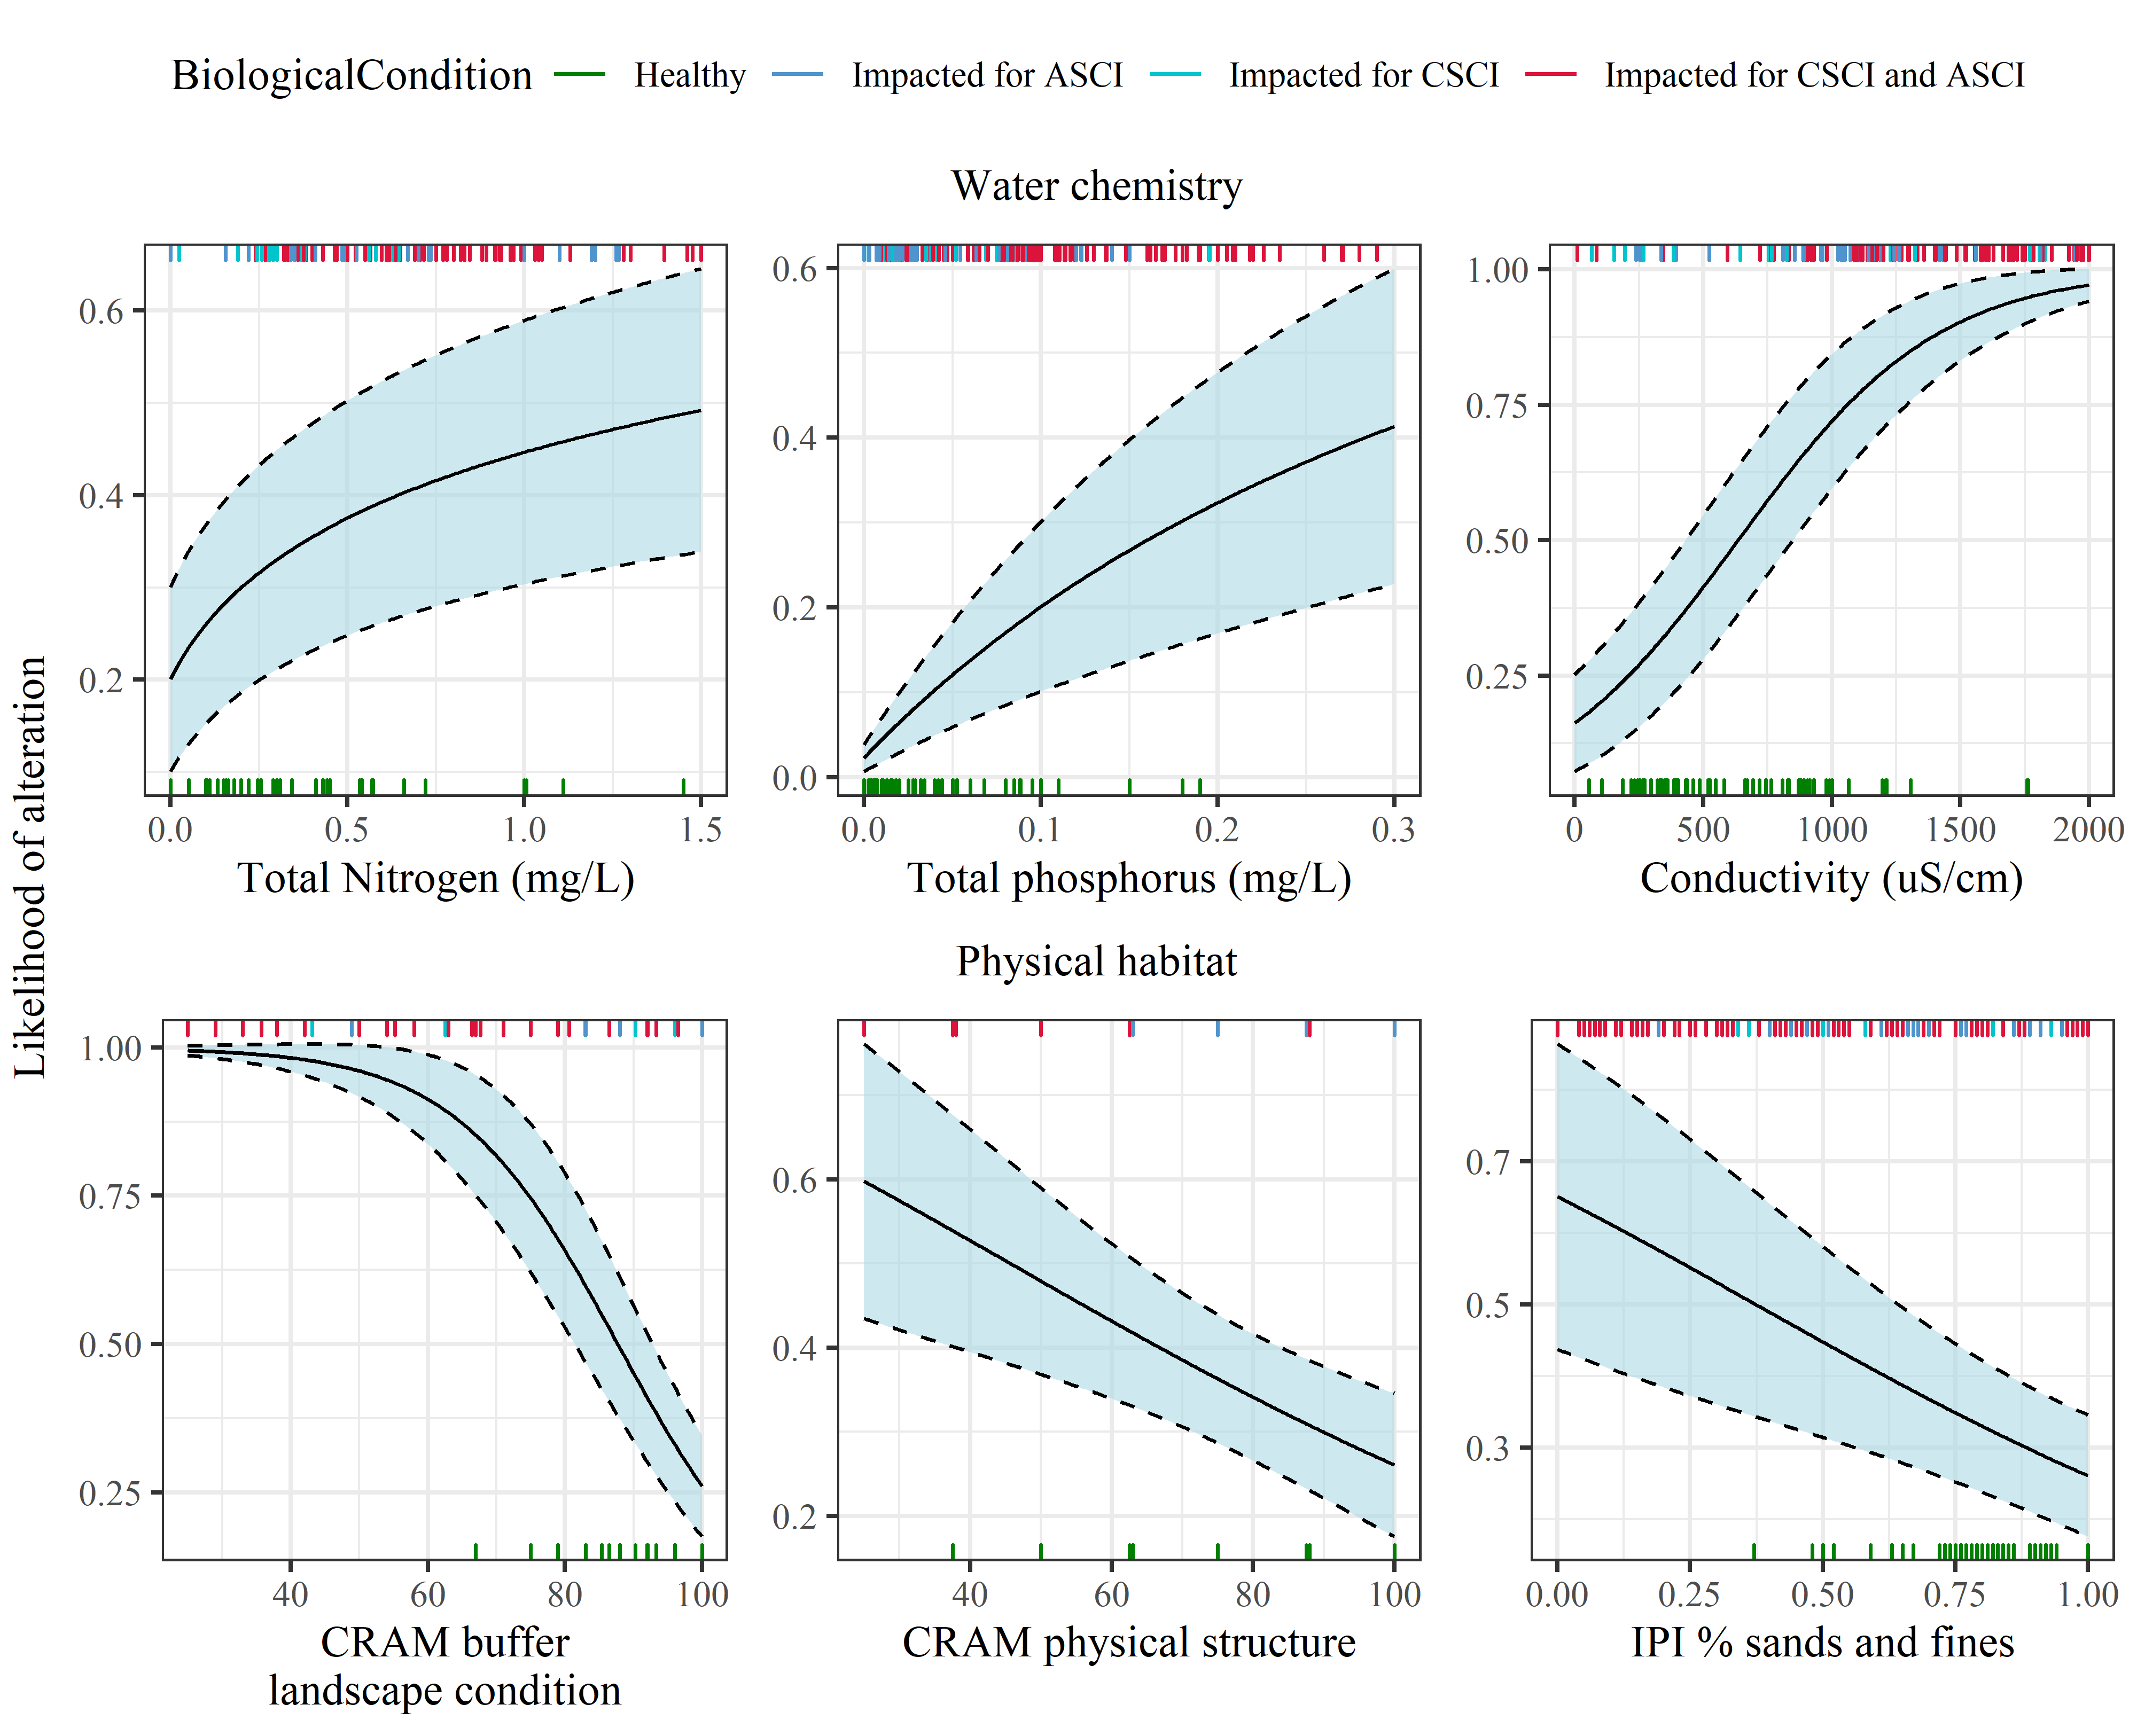 BiologicalCondition Healthy Impacted for ASCI Impacted for CSCI Impacted for CSCI and ASCI
Water chemistry
Likelihood of alteration
0.6
0.4
0.2
0.0 0.5 1.0 1.5
Total Nitrogen (mg/L)
0.6
0.4
0.2
0.0
0.0 0.1 0.2 0.3
Total phosphorus (mg/L)
1.00
0.75
0.50
0.25
0 500 1000 1500 2000
Conductivity (uS/cm)
Physical habitat
1.00
0.75
0.50
0.25
40 60 80 100
CRAM buffer
landscape condition
0.6
0.4
0.2
40 60 80 100
CRAM physical structure
0.7
0.5
0.3
0.00 0.25 0.50 0.75 1.00
IPI % sands and fines